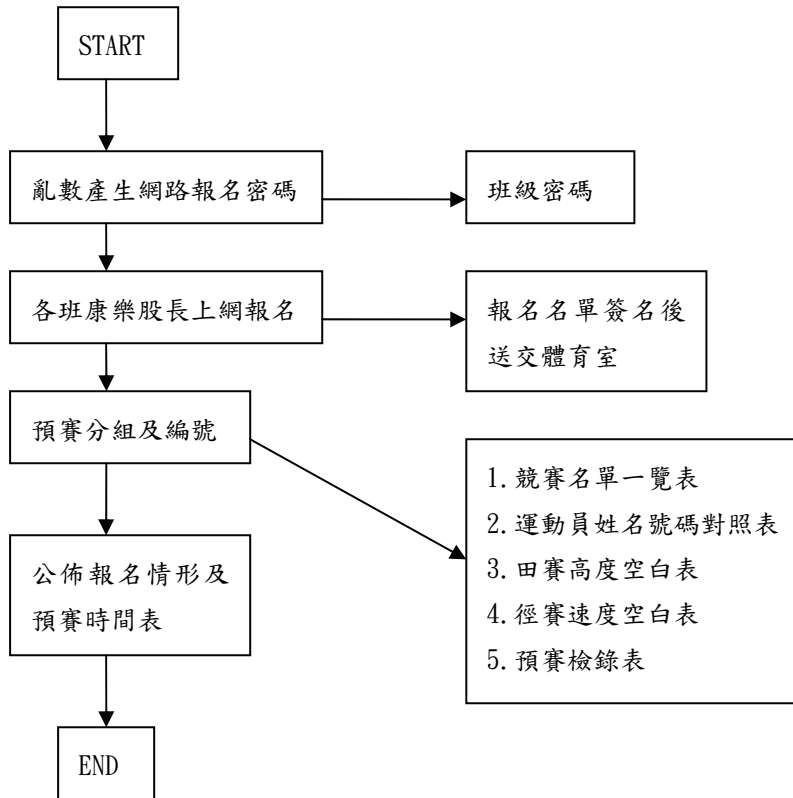 START
亂數產生網路報名密碼
班級密碼
各班康樂股長上網報名
報名名單簽名後
送交體育室
預賽分組及編號
1.競賽名單一覽表
2.運動員姓名號碼對照表
3.田賽高度空白表
4.徑賽速度空白表
5.預賽檢錄表
公佈報名情形及
預賽時間表
END